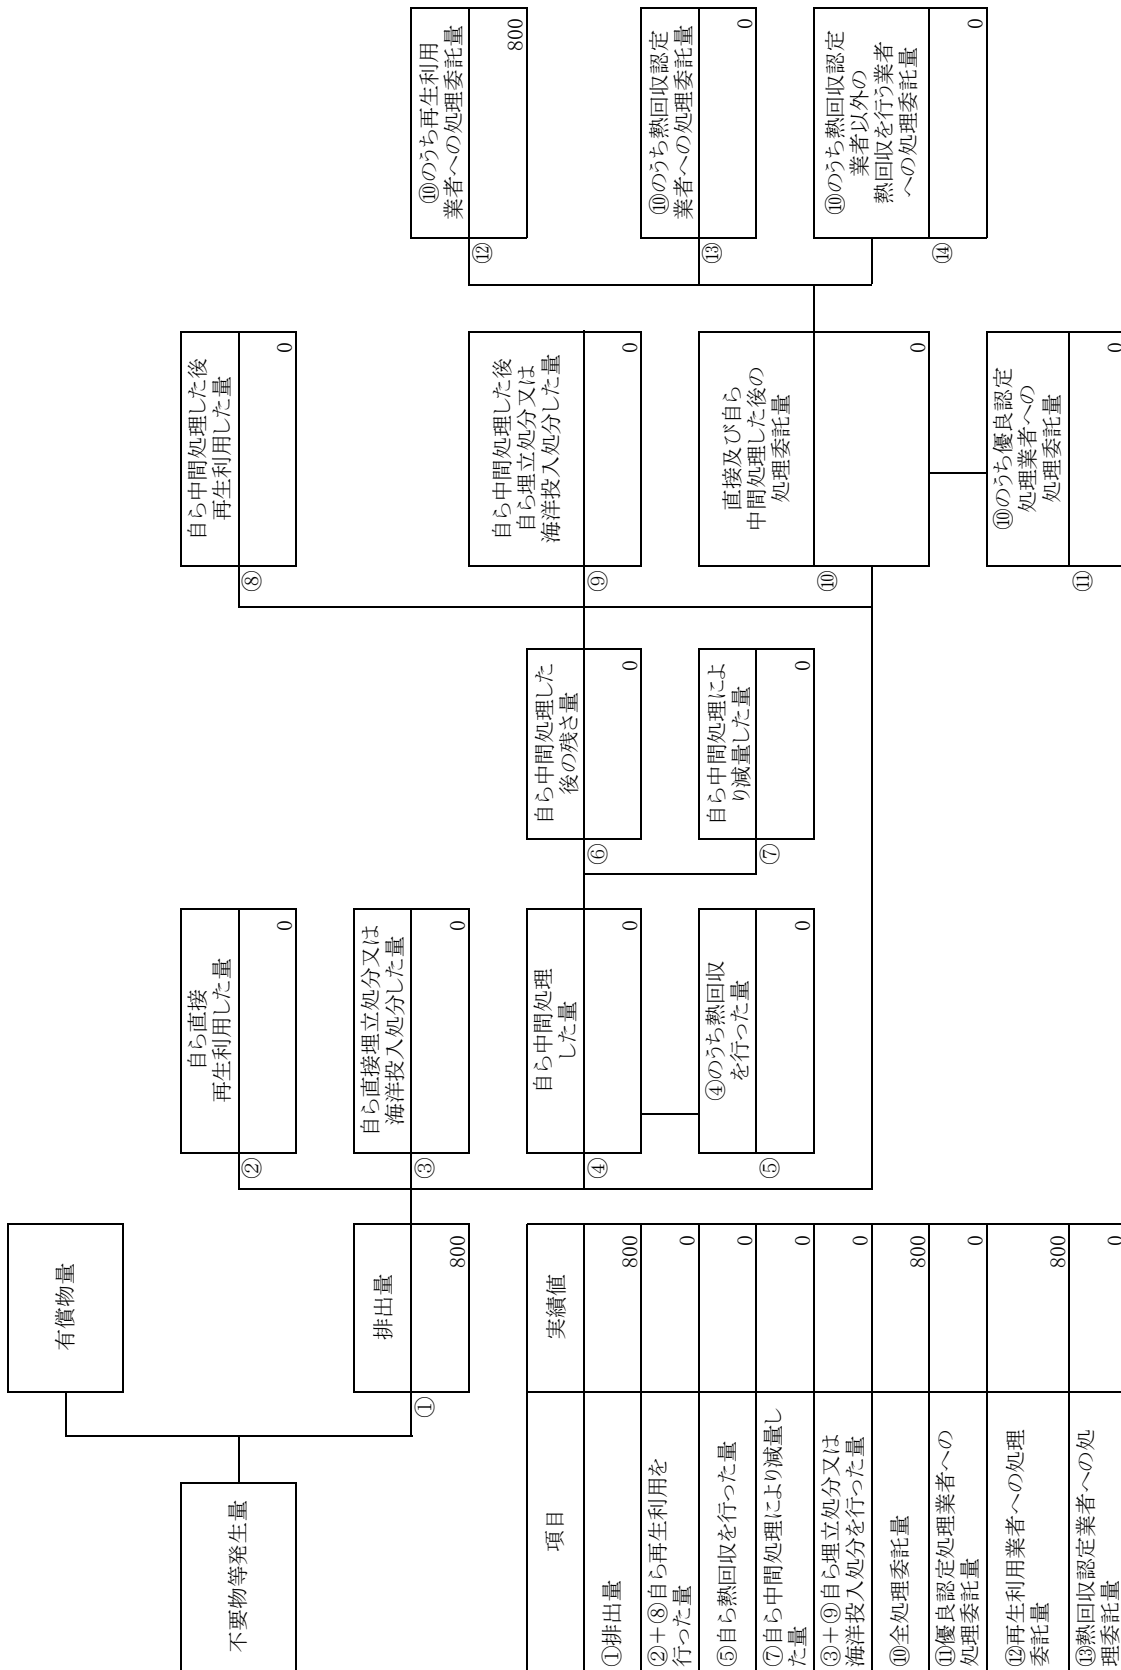 不要物等発生量
有償物量
排出量
①
800
自ら直接
再生利用した量
②
0
自ら直接埋立処分又は
海洋投入処分した量
③
0
自ら中間処理
した量
④
0
④のうち熱回収
を行った量
⑤
0
自ら中間処理した
後の残さ量
⑥
0
自ら中間処理によ
り減量した量
⑦
0
自ら中間処理した後
再生利用した量
⑧
0
自ら中間処理した後
自ら埋立処分又は
海洋投入処分した量
⑨
0
直接及び自ら
中間処理した後の
処理委託量
⑩
0
⑩のうち優良認定
処理業者への
処理委託量
⑪
0
⑩のうち再生利用
業者への処理委託量
⑫
800
⑩のうち熱回収認定
業者への処理委託量
⑬
0
⑩のうち熱回収認定
業者以外の
熱回収を行う業者
への処理委託量
⑭
0
項目 実績値
①排出量 800
②+⑧自ら再生利用を
行った量 0
⑤自ら熱回収を行った量 0
⑦自ら中間処理により減量し
た量 0
③+⑨自ら埋立処分又は
海洋投入処分を行った量 0
⑩全処理委託量 800
⑪優良認定処理業者への
処理委託量 0
⑫再生利用業者への処理
委託量 800
⑬熱回収認定業者への処
理委託量 0